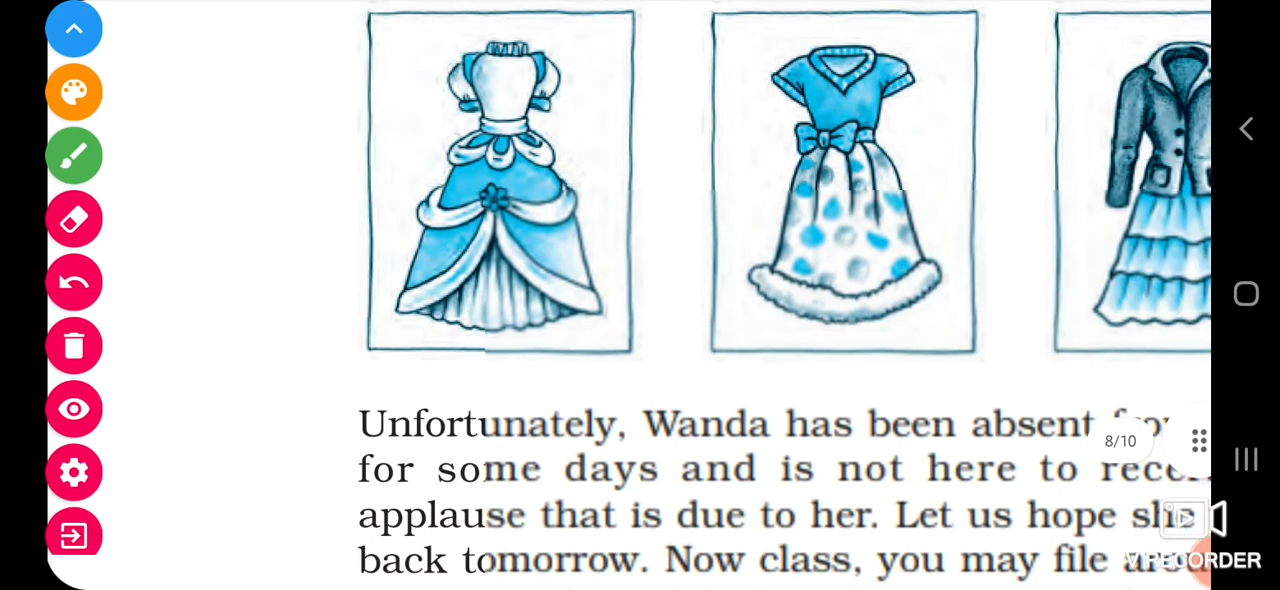 Unfortunately, Wanda has been absent
8/10
for some days and is not here to
applause that is due to her. Let us hope
back tomorrow. Now class, you may file
V RECORDER